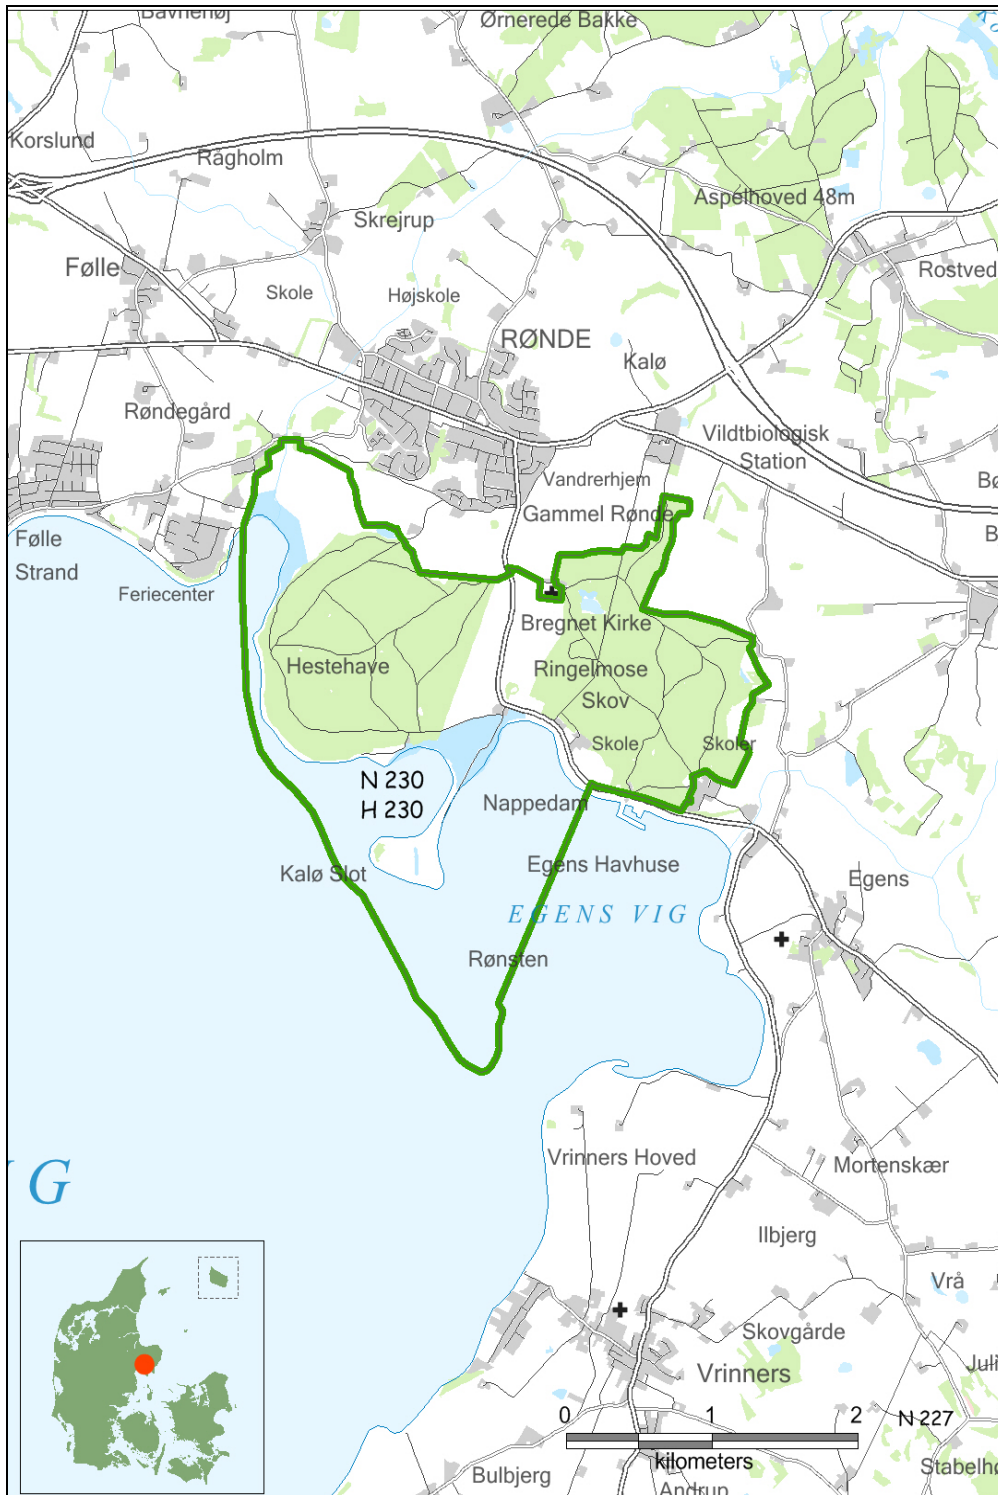 Bavnehøj
Ørnerede Bakke
Korslund
Ragholm
Aspelhoved 48m
Skrejrup
Følle
Rostved
Skole
Højskole
RØNDE
Kalø
Røndegård
Vildtbiologisk
Station
Vandrerhjem
Gammel Rønde
Følle
Strand
Feriecenter
Bregnet Kirke
Hestehave
Ringelmose
Skov
Skole
Skoler
N 230
H 230
Nappedam
Kalø Slot
Egens Havhuse
Egens
EGENS VIG
Rønsten
Vrinners Hoved
Mortenskær
G
Ilbjerg
Vrå
Skovgårde
Vrinners
0 1 2
kilometers
N 227
Bulbjerg
Andrup